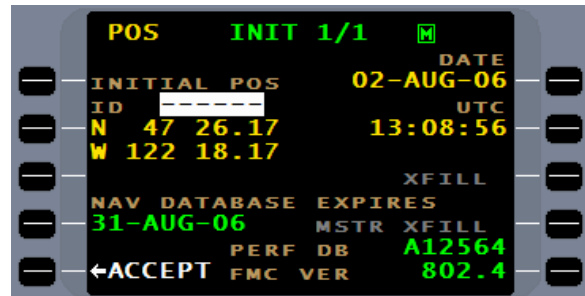 POS INIT 1/1 M
DATE
INITIAL POS 02-AUG-06
ID ------ UTC
N 47 26.17 13:08:56
W 122 18.17
XFILL
NAV DATABASE EXPIRES
31-AUG-06 MSTR XFILL
PERF DB A12564
←ACCEPT FMC VER 802.4